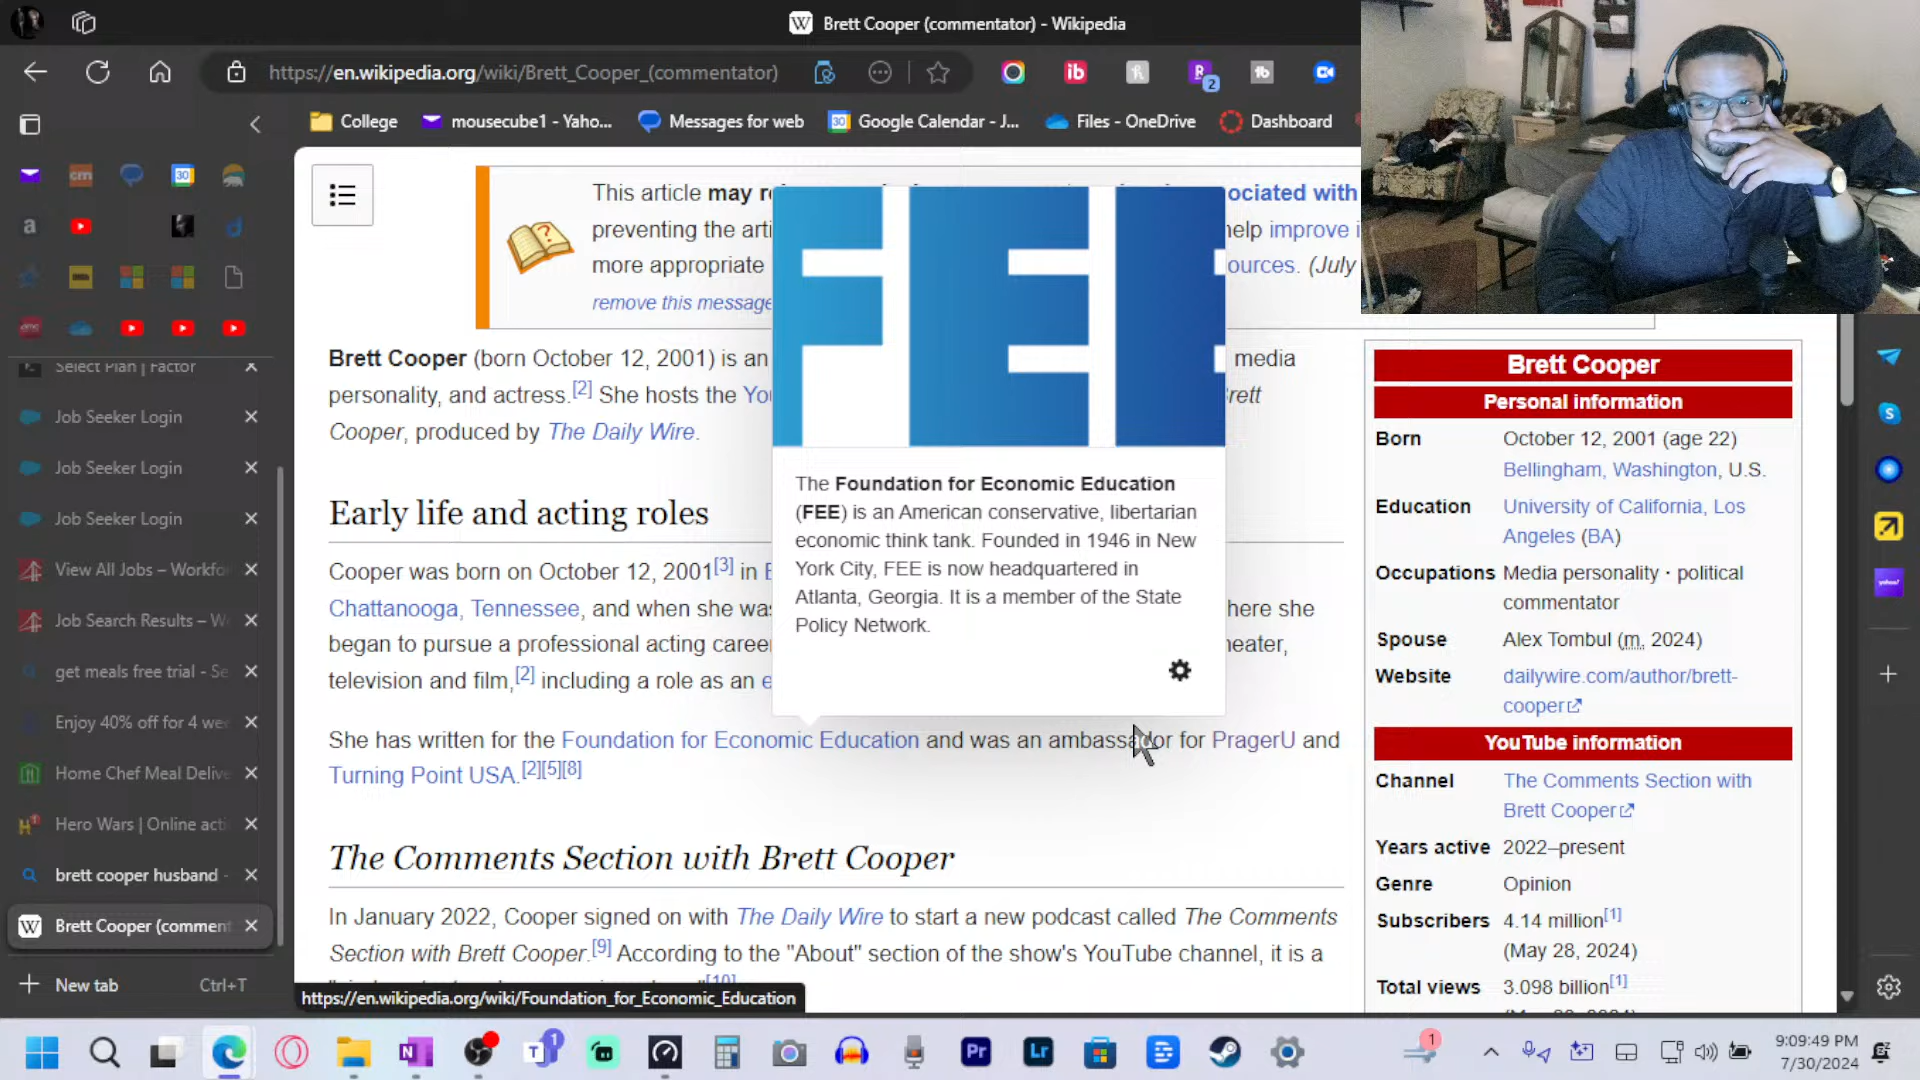 Brett Cooper (commentator) - Wikipedia
https://en.wikipedia.org/wiki/Brett_Cooper_(commentator)
2
College
mousecube1 - Yaho...
Messages for web
Google Calendar - J...
Files - OneDrive
Dashboard
This article may r
ociated with
preventing the arti
help improve i
more appropriate
ources. (July
remove this message
FEE
Brett Cooper (born October 12, 2001) is an
media
personality, and actress.[2] She hosts the You
Brett
Cooper, produced by The Daily Wire.
Early life and acting roles
Cooper was born on October 12, 2001[3] in B
Chattanooga, Tennessee, and when she was
here she
began to pursue a professional acting career
heater,
television and film,[2] including a role as an e
The Foundation for Economic Education
(FEE) is an American conservative, libertarian
economic think tank. Founded in 1946 in New
York City, FEE is now headquartered in
Atlanta, Georgia. It is a member of the State
Policy Network.
She has written for the Foundation for Economic Education and was an ambassador for PragerU and
Turning Point USA.[2][5][8]
The Comments Section with Brett Cooper
In January 2022, Cooper signed on with The Daily Wire to start a new podcast called The Comments
Section with Brett Cooper.[9] According to the "About" section of the show's YouTube channel, it is a
[10]
https://en.wikipedia.org/wiki/Foundation_for_Economic_Education
Brett Cooper
Personal information
Born October 12, 2001 (age 22)
Bellingham, Washington, U.S.
Education University of California, Los
Angeles (BA)
Occupations Media personality · political
commentator
Spouse Alex Tombul (m. 2024)
Website dailywire.com/author/brett-
cooper
YouTube information
Channel The Comments Section with
Brett Cooper
Years active 2022–present
Genre Opinion
Subscribers 4.14 million[1]
(May 28, 2024)
Total views 3.098 billion[1]
Select Plan | Factor
Job Seeker Login
Job Seeker Login
Job Seeker Login
View All Jobs – Workfo
Job Search Results – W
get meals free trial - Se
Enjoy 40% off for 4 wee
Home Chef Meal Delive
Hero Wars | Online acti
brett cooper husband -
Brett Cooper (comment
New tab Ctrl+T
9:09:49 PM
7/30/2024